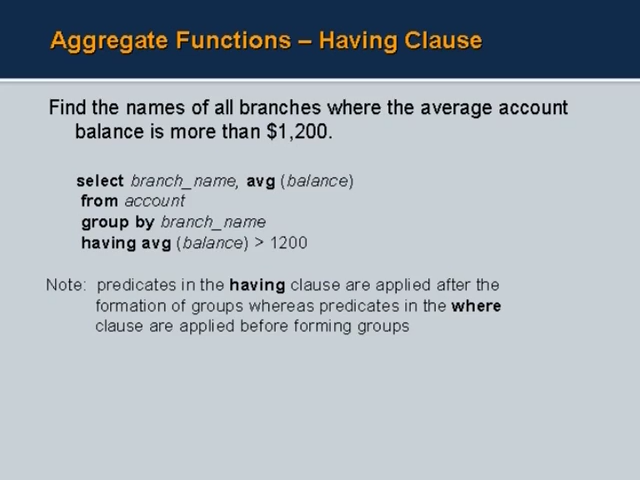 Aggregate Functions – Having Clause
Find the names of all branches where the average account
balance is more than $1,200.
select branch_name, avg (balance)
from account
group by branch_name
having avg (balance) > 1200
Note: predicates in the having clause are applied after the
formation of groups whereas predicates in the where
clause are applied before forming groups